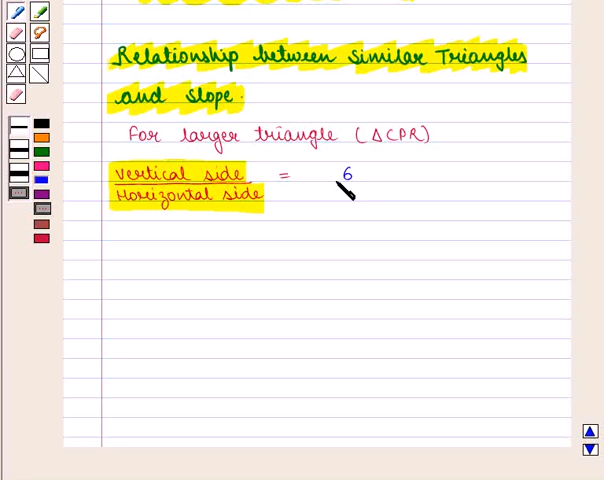 Relationship between Similar Triangles
and Slope.
For larger triangle (ΔCPR)
Vertical side = 6
Horizontal side